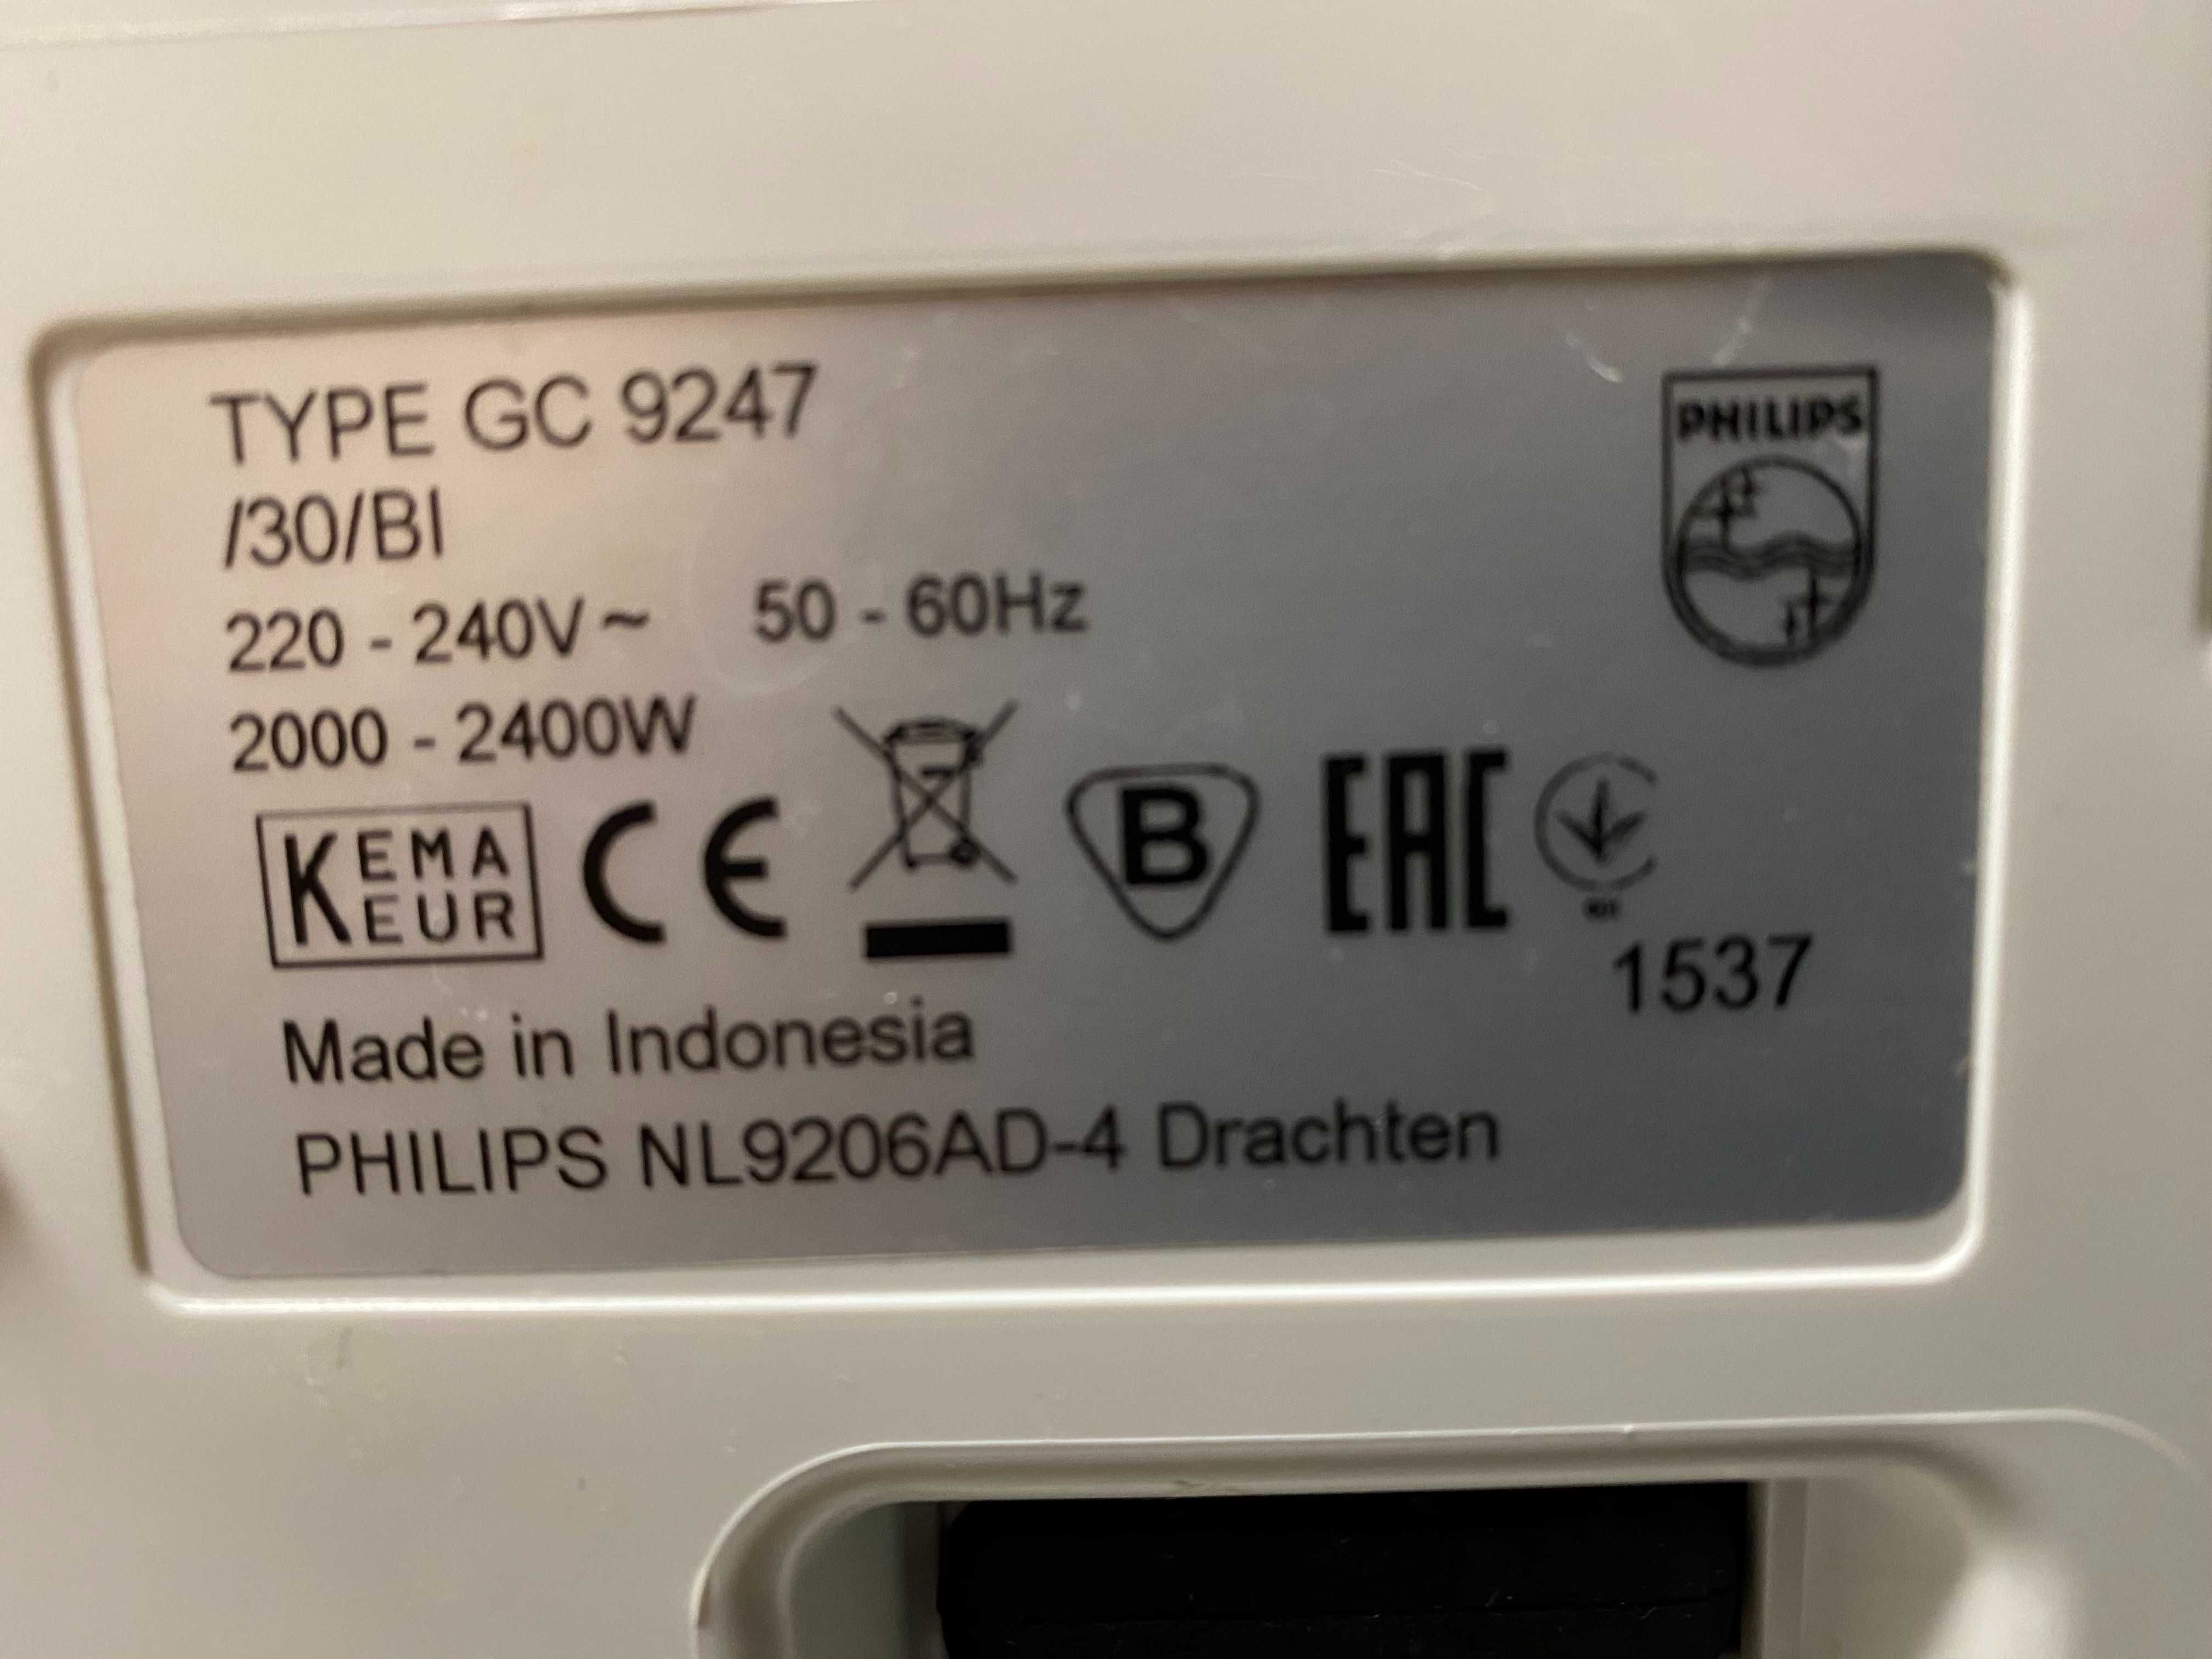 TYPE GC 9247
/30/BI
PHILIPS
220 - 240V~ 50 - 60Hz
2000 - 2400W
KEMA
KEUR
CE
B
EAC
1537
Made in Indonesia
PHILIPS NL9206AD-4 Drachten